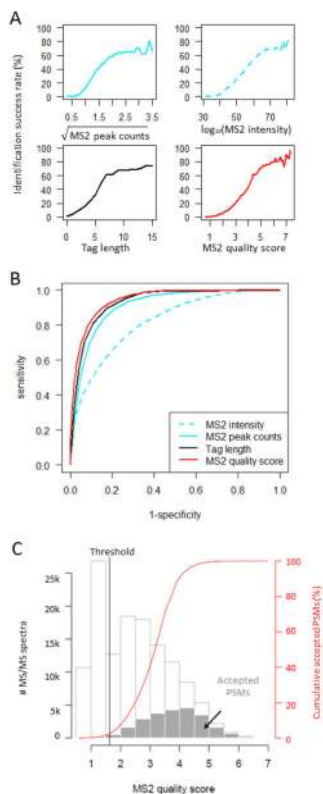 A
Identification success rate (%)
100
80
60
40
20
0
0.5 1.5 2.5 3.5
√MS2 peak counts
100
80
60
40
20
0
30 40 50 60 70 80
log₁₀(MS2 intensity)
100
80
60
40
20
0
0 5 10 15
Tag length
100
80
60
40
20
0
1 2 3 4 5 6 7
MS2 quality score
B
sensitivity
1.0
0.8
0.6
0.4
0.2
0.0
MS2 intensity
MS2 peak counts
Tag length
MS2 quality score
0.0 0.2 0.4 0.6 0.8 1.0
1-specificity
C
Threshold
# MS/MS spectra
25k
20k
15k
10k
5k
0
Accepted
PSMs
100
80
60
40
20
0
Cumulative accepted PSMs(%)
1 2 3 4 5 6 7
MS2 quality score